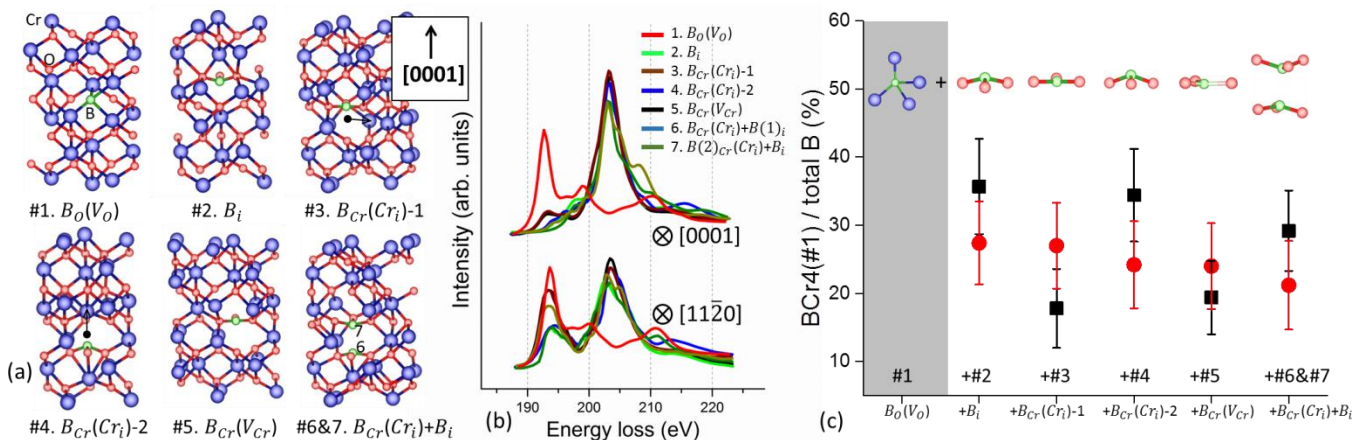 Cr
O
B
[0001]
#1. B_O(V_O)
#2. B_i
#3. B_Cr(Cr_i)-1
7
6
(a)
#4. B_Cr(Cr_i)-2
#5. B_Cr(V_Cr)
#6&7. B_Cr(Cr_i)+B_i
Intensity (arb. units)
1. B_O(V_O)
2. B_i
3. B_Cr(Cr_i)-1
4. B_Cr(Cr_i)-2
5. B_Cr(V_Cr)
6. B_Cr(Cr_i)+B(1)_i
7. B(2)_Cr(Cr_i)+B_i
⊗ [0001]
⊗ [112̄0]
190 200 210 220
(b)
Energy loss (eV)
BCr4(#1) / total B (%)
60
50
40
30
20
10
+
#1 +#2 +#3 +#4 +#5 +#6&#7
(c)
B_O(V_O) +B_i +B_Cr(Cr_i)-1 +B_Cr(Cr_i)-2 +B_Cr(V_Cr) +B_Cr(Cr_i)+B_i